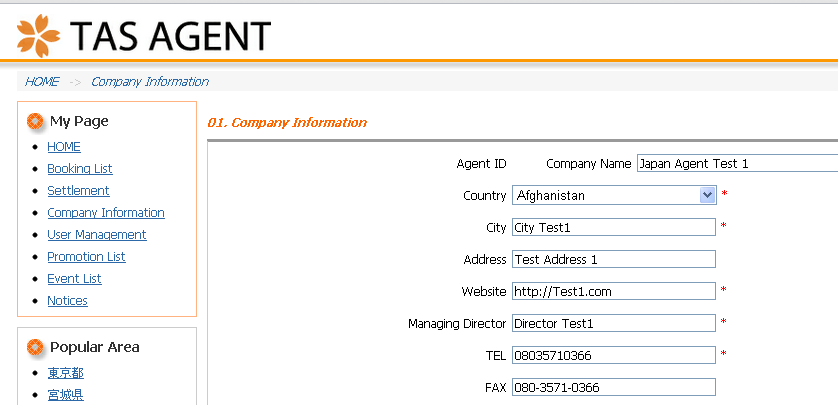 TAS AGENT
HOME -> Company Information
My Page
HOME
Booking List
Settlement
Company Information
User Management
Promotion List
Event List
Notices
Popular Area
東京都
宮城県
01. Company Information
Agent ID Company Name Japan Agent Test 1
Country Afghanistan *
City City Test1 *
Address Test Address 1
Website http://Test1.com *
Managing Director Director Test1 *
TEL 08035710366 *
FAX 080-3571-0366